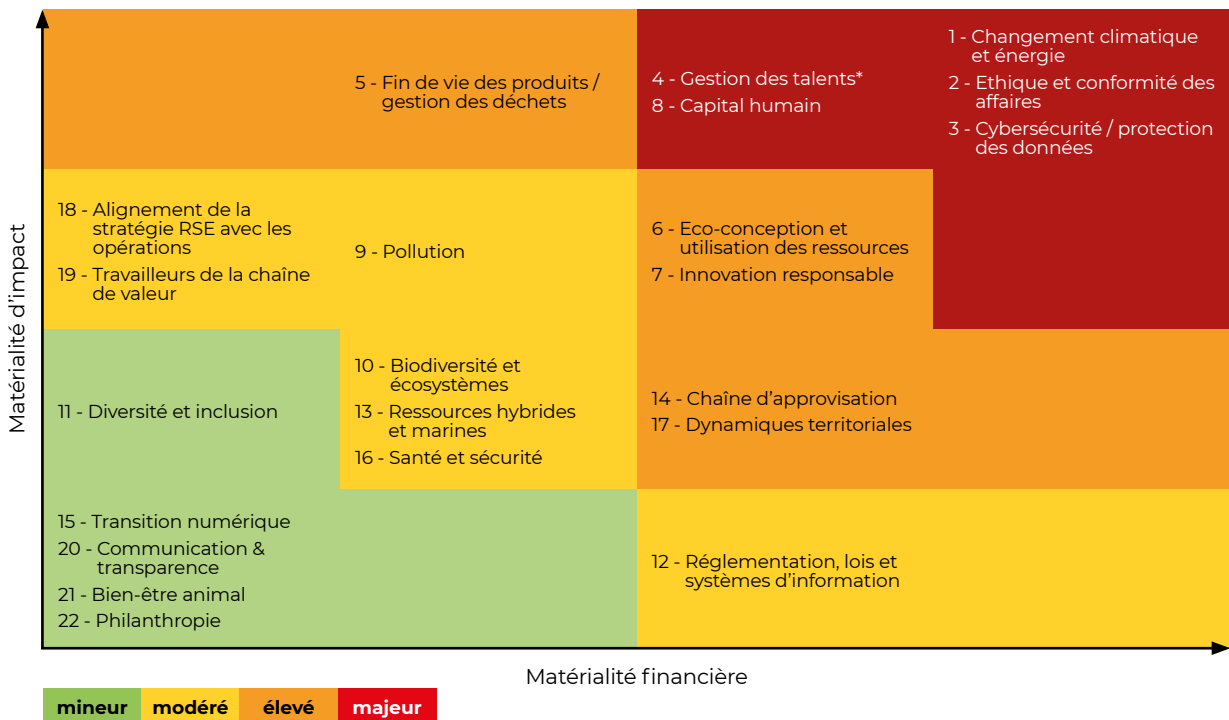 Matérialité d'impact
5 - Fin de vie des produits /
gestion des déchets
4 - Gestion des talents*
8 - Capital humain
1 - Changement climatique
et énergie
2 - Ethique et conformité des
affaires
3 - Cybersécurité / protection
des données
18 - Alignement de la
stratégie RSE avec les
opérations
19 - Travailleurs de la chaîne
de valeur
9 - Pollution
6 - Eco-conception et
utilisation des ressources
7 - Innovation responsable
11 - Diversité et inclusion
10 - Biodiversité et
écosystèmes
13 - Ressources hybrides
et marines
16 - Santé et sécurité
14 - Chaîne d'approvisation
17 - Dynamiques territoriales
15 - Transition numérique
20 - Communication &
transparence
21 - Bien-être animal
22 - Philanthropie
12 - Réglementation, lois et
systèmes d'information
Matérialité financière
mineur modéré élevé majeur